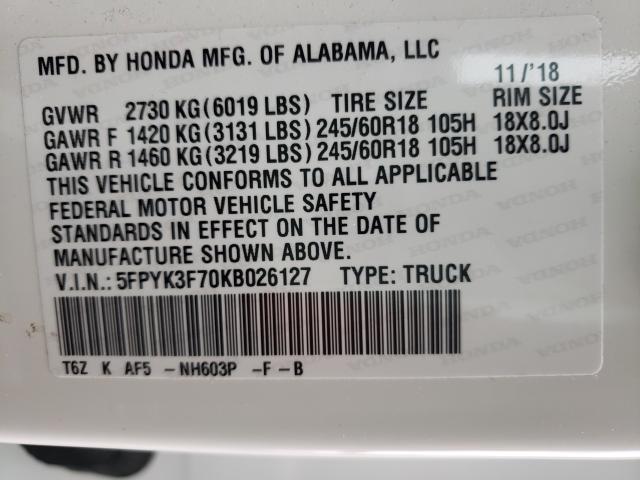 MFD. BY HONDA MFG. OF ALABAMA, LLC
11/'18
GVWR 2730 KG(6019 LBS) TIRE SIZE RIM SIZE
GAWR F 1420 KG(3131 LBS) 245/60R18 105H 18X8.0J
GAWR R 1460 KG(3219 LBS) 245/60R18 105H 18X8.0J
THIS VEHICLE CONFORMS TO ALL APPLICABLE
FEDERAL MOTOR VEHICLE SAFETY
STANDARDS IN EFFECT ON THE DATE OF
MANUFACTURE SHOWN ABOVE.
V.I.N.: 5FPYK3F70KB026127 TYPE: TRUCK
T6Z K AF5 -NH603P -F-B